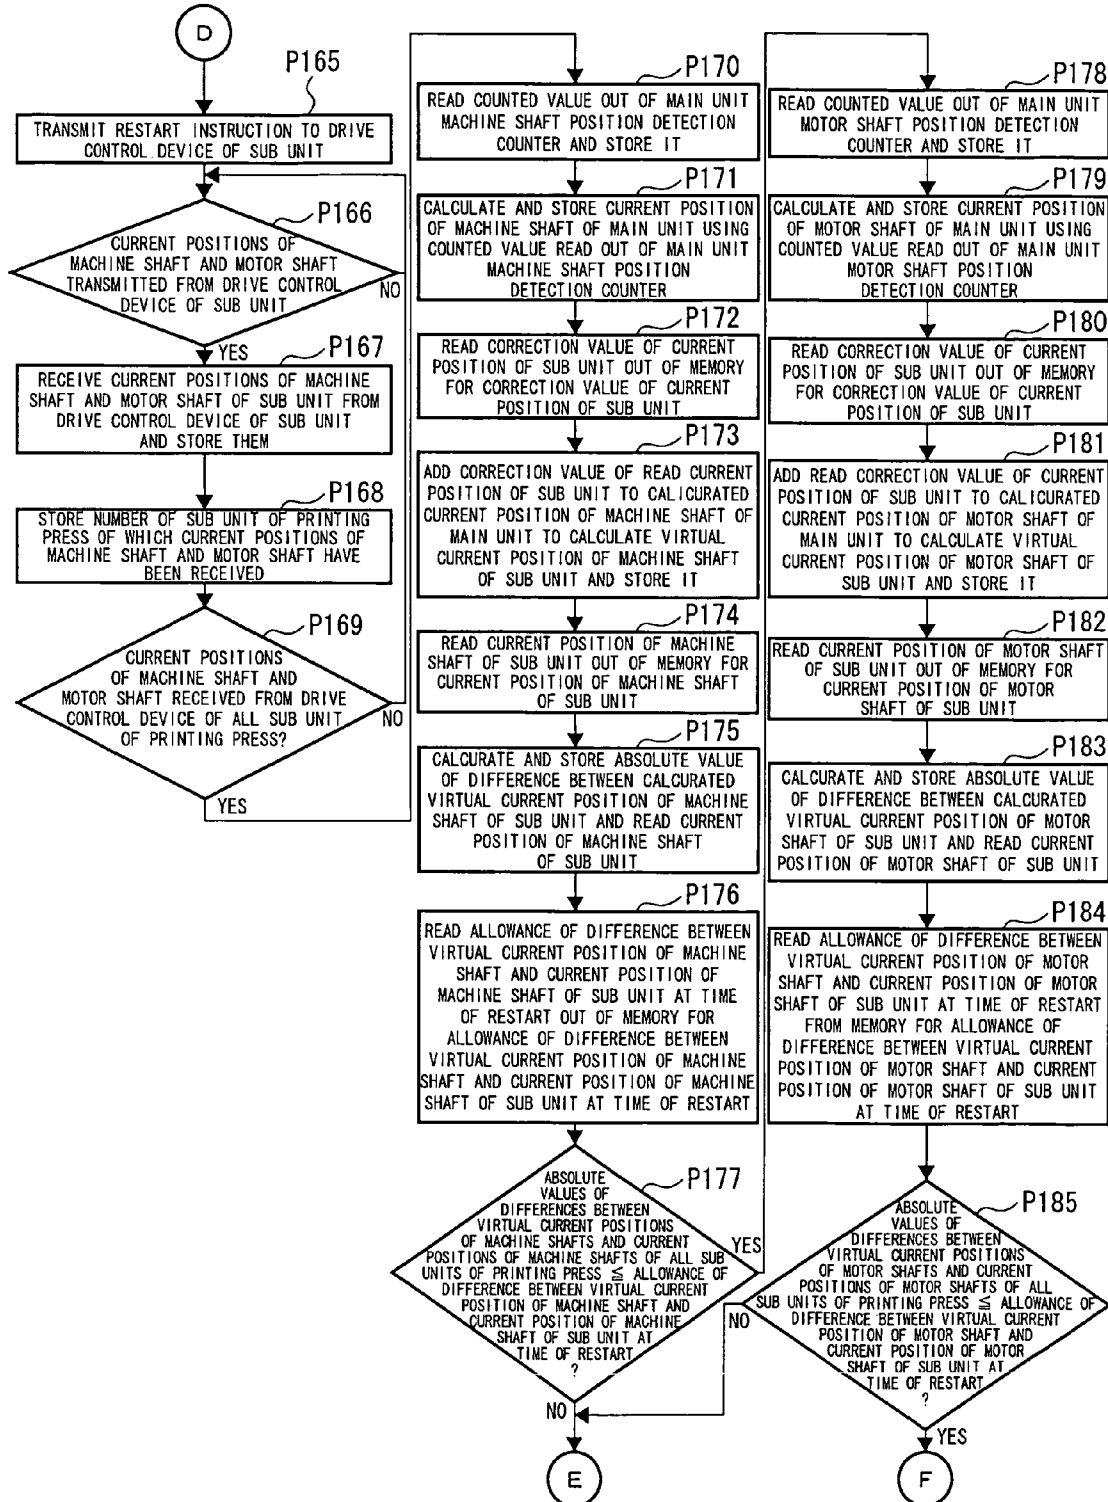 D
P165
TRANSMIT RESTART INSTRUCTION TO DRIVE
CONTROL DEVICE OF SUB UNIT
P166
CURRENT POSITIONS OF
MACHINE SHAFT AND MOTOR SHAFT
TRANSMITTED FROM DRIVE CONTROL
DEVICE OF SUB UNIT
NO
YES
P167
RECEIVE CURRENT POSITIONS OF MACHINE
SHAFT AND MOTOR SHAFT OF SUB UNIT FROM
DRIVE CONTROL DEVICE OF SUB UNIT
AND STORE THEM
P168
STORE NUMBER OF SUB UNIT OF PRINTING
PRESS OF WHICH CURRENT POSITIONS OF
MACHINE SHAFT AND MOTOR SHAFT HAVE
BEEN RECEIVED
P169
CURRENT POSITIONS
OF MACHINE SHAFT AND
MOTOR SHAFT RECEIVED FROM DRIVE
CONTROL DEVICE OF ALL SUB UNIT
OF PRINTING PRESS?
NO
YES
P170
READ COUNTED VALUE OUT OF MAIN UNIT
MACHINE SHAFT POSITION DETECTION
COUNTER AND STORE IT
P171
CALCULATE AND STORE CURRENT POSITION
OF MACHINE SHAFT OF MAIN UNIT USING
COUNTED VALUE READ OUT OF MAIN UNIT
MACHINE SHAFT POSITION
DETECTION COUNTER
P172
READ CORRECTION VALUE OF CURRENT
POSITION OF SUB UNIT OUT OF MEMORY
FOR CORRECTION VALUE OF CURRENT
POSITION OF SUB UNIT
P173
ADD CORRECTION VALUE OF READ CURRENT
POSITION OF SUB UNIT TO CALICURATED
CURRENT POSITION OF MACHINE SHAFT OF
MAIN UNIT TO CALCULATE VIRTUAL
CURRENT POSITION OF MACHINE SHAFT
OF SUB UNIT AND STORE IT
P174
READ CURRENT POSITION OF MACHINE
SHAFT OF SUB UNIT OUT OF MEMORY FOR
CURRENT POSITION OF MACHINE SHAFT
OF SUB UNIT
P175
CALCURATE AND STORE ABSOLUTE VALUE
OF DIFFERENCE BETWEEN CALCURATED
VIRTUAL CURRENT POSITION OF MACHINE
SHAFT OF SUB UNIT AND READ CURRENT
POSITION OF MACHINE SHAFT
OF SUB UNIT
P176
READ ALLOWANCE OF DIFFERENCE BETWEEN
VIRTUAL CURRENT POSITION OF MACHINE
SHAFT AND CURRENT POSITION OF
MACHINE SHAFT OF SUB UNIT AT TIME
OF RESTART OUT OF MEMORY FOR
ALLOWANCE OF DIFFERENCE BETWEEN
VIRTUAL CURRENT POSITION OF MACHINE
SHAFT AND CURRENT POSITION OF MACHINE
SHAFT OF SUB UNIT AT TIME OF RESTART
P177
ABSOLUTE
VALUES OF
DIFFERENCES BETWEEN
VIRTUAL CURRENT POSITIONS
OF MACHINE SHAFTS AND CURRENT
POSITIONS OF MACHINE SHAFTS OF ALL SUB
UNITS OF PRINTING PRESS ≦ ALLOWANCE OF
DIFFERENCE BETWEEN VIRTUAL CURRENT
POSITION OF MACHINE SHAFT AND
CURRENT POSITION OF MACHINE
SHAFT OF SUB UNIT AT
TIME OF RESTART
?
YES
NO
E
P178
READ COUNTED VALUE OUT OF MAIN UNIT
MOTOR SHAFT POSITION DETECTION
COUNTER AND STORE IT
P179
CALCULATE AND STORE CURRENT POSITION
OF MOTOR SHAFT OF MAIN UNIT USING
COUNTED VALUE READ OUT OF MAIN UNIT
MOTOR SHAFT POSITION
DETECTION COUNTER
P180
READ CORRECTION VALUE OF CURRENT
POSITION OF SUB UNIT OUT OF MEMORY
FOR CORRECTION VALUE OF CURRENT
POSITION OF SUB UNIT
P181
ADD READ CORRECTION VALUE OF CURRENT
POSITION OF SUB UNIT TO CALICURATED
CURRENT POSITION OF MOTOR SHAFT OF
MAIN UNIT TO CALCULATE VIRTUAL
CURRENT POSITION OF MOTOR SHAFT OF
SUB UNIT AND STORE IT
P182
READ CURRENT POSITION OF MOTOR SHAFT
OF SUB UNIT OUT OF MEMORY FOR
CURRENT POSITION OF MOTOR
SHAFT OF SUB UNIT
P183
CALCURATE AND STORE ABSOLUTE VALUE
OF DIFFERENCE BETWEEN CALCURATED
VIRTUAL CURRENT POSITION OF MOTOR
SHAFT OF SUB UNIT AND READ CURRENT
POSITION OF MOTOR SHAFT OF SUB UNIT
P184
READ ALLOWANCE OF DIFFERENCE BETWEEN
VIRTUAL CURRENT POSITION OF MOTOR
SHAFT AND CURRENT POSITION OF MOTOR
SHAFT OF SUB UNIT AT TIME OF RESTART
FROM MEMORY FOR ALLOWANCE OF
DIFFERENCE BETWEEN VIRTUAL CURRENT
POSITION OF MOTOR SHAFT AND CURRENT
POSITION OF MOTOR SHAFT OF SUB UNIT
AT TIME OF RESTART
P185
ABSOLUTE
VALUES OF
DIFFERENCES BETWEEN
VIRTUAL CURRENT POSITIONS
OF MOTOR SHAFTS AND CURRENT
POSITIONS OF MOTOR SHAFTS OF ALL
SUB UNITS OF PRINTING PRESS ≦ ALLOWANCE OF
DIFFERENCE BETWEEN VIRTUAL CURRENT
POSITION OF MOTOR SHAFT AND
CURRENT POSITION OF MOTOR
SHAFT OF SUB UNIT AT
TIME OF RESTART
?
NO
YES
F